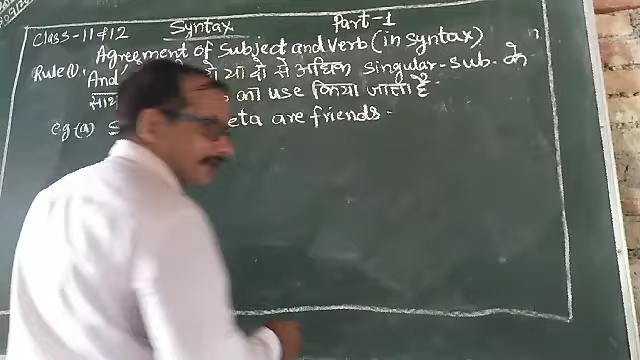 Class-11+12 Syntax Part-1
Agreement of Subject and Verb (in syntax)
Rule (1). And या दो से अधिक singular-sub- के
साथ का use किया जाता है.
eg (a) S eta are friends.